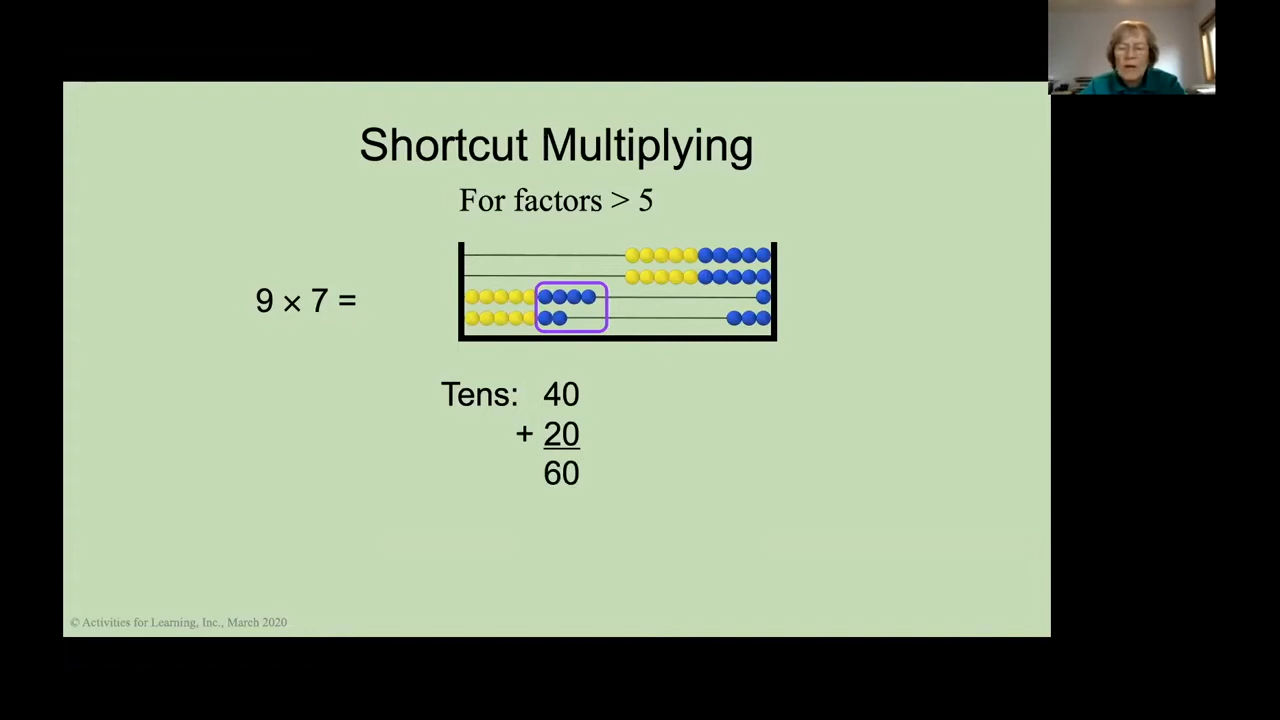 Shortcut Multiplying
For factors > 5
9 × 7 =
Tens: 40
+ 20
60
© Activities for Learning, Inc., March 2020